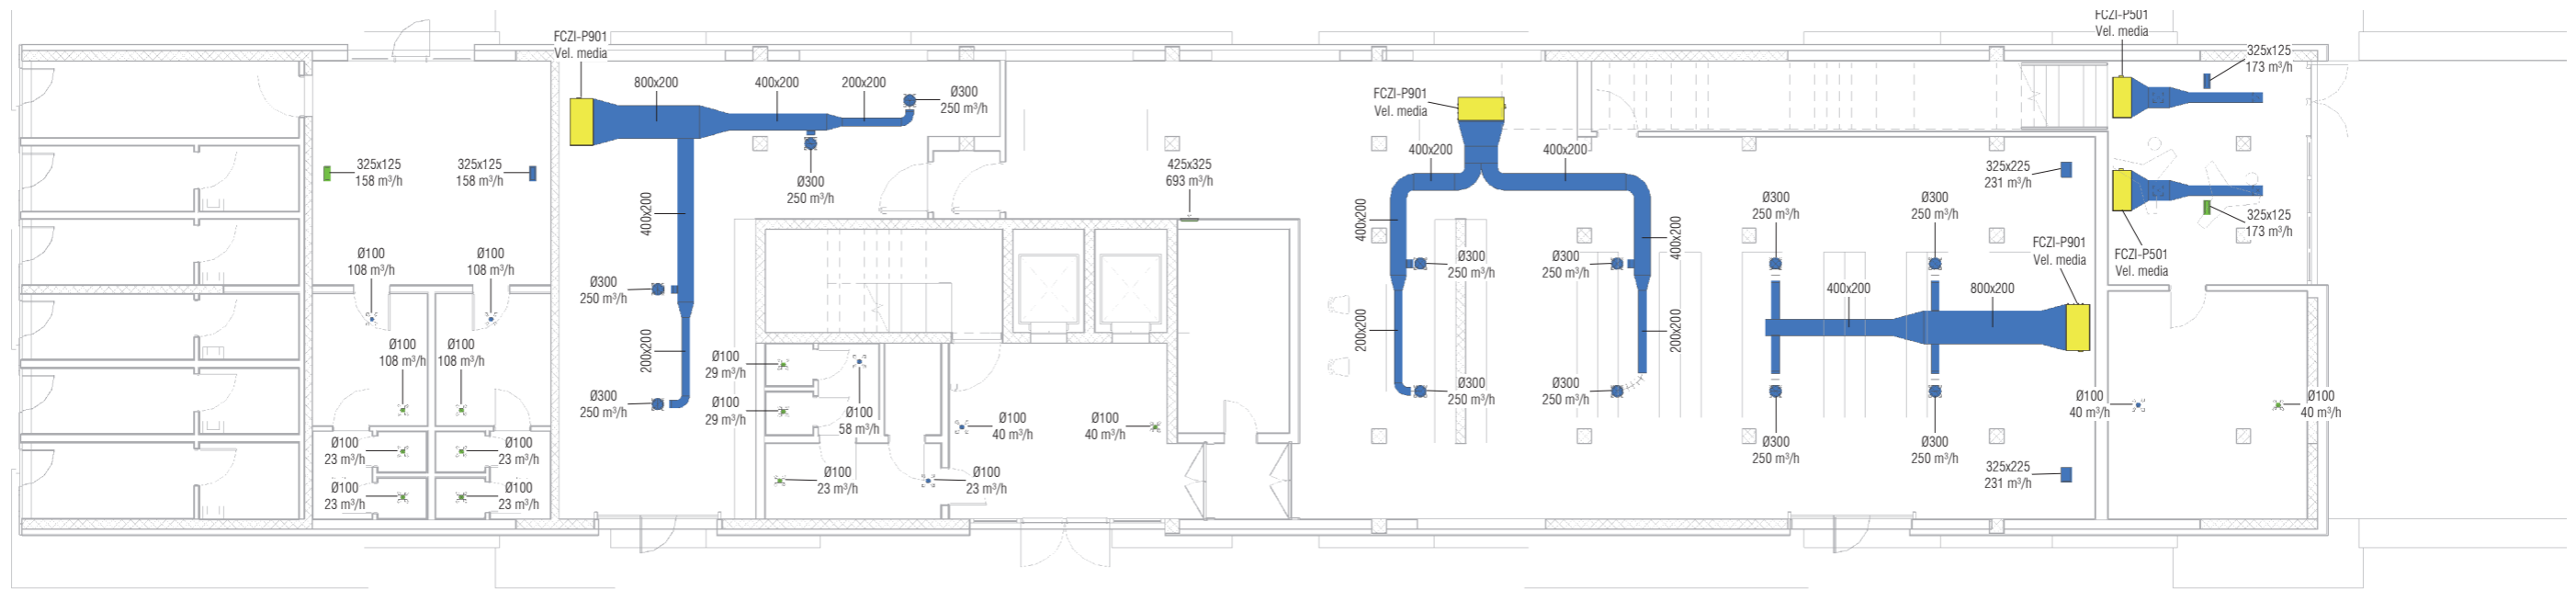 FCZI-P901
Vel. media
800x200
400x200
200x200
Ø300
250 m³/h
Ø300
250 m³/h
325x125
158 m³/h
325x125
158 m³/h
400x200
Ø300
250 m³/h
200x200
Ø300
250 m³/h
Ø100
108 m³/h
Ø100
108 m³/h
Ø100
108 m³/h
Ø100
108 m³/h
Ø100
23 m³/h
Ø100
23 m³/h
Ø100
23 m³/h
Ø100
23 m³/h
Ø100
29 m³/h
Ø100
29 m³/h
Ø100
58 m³/h
Ø100
23 m³/h
Ø100
23 m³/h
Ø100
40 m³/h
Ø100
40 m³/h
425x325
693 m³/h
FCZI-P901
Vel. media
400x200
400x200
400x200
400x200
Ø300
250 m³/h
Ø300
250 m³/h
200x200
200x200
Ø300
250 m³/h
Ø300
250 m³/h
Ø300
250 m³/h
Ø300
250 m³/h
400x200
800x200
FCZI-P901
Vel. media
Ø300
250 m³/h
Ø300
250 m³/h
325x225
231 m³/h
325x225
231 m³/h
FCZI-P501
Vel. media
325x125
173 m³/h
325x125
173 m³/h
FCZI-P501
Vel. media
Ø100
40 m³/h
Ø100
40 m³/h